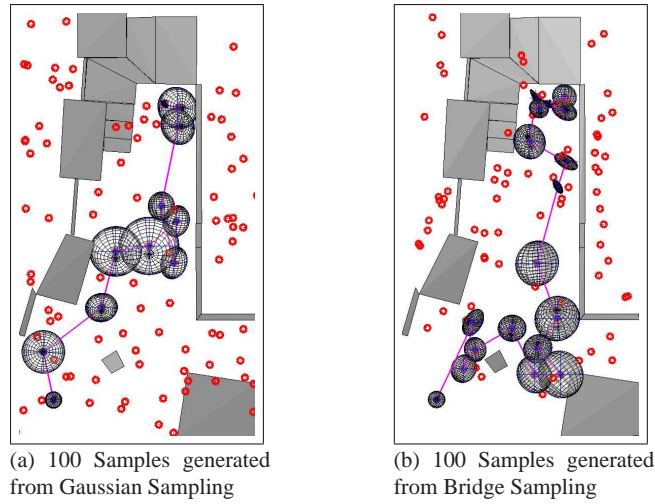 (a) 100 Samples generated
from Gaussian Sampling
(b) 100 Samples generated
from Bridge Sampling